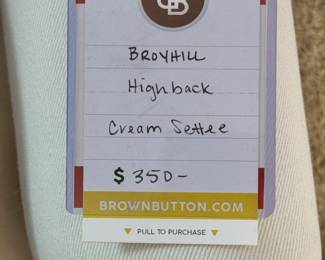 BROYHILL
Highback
Cream Settee
$350-
BROWNBUTTON.COM
PULL TO PURCHASE